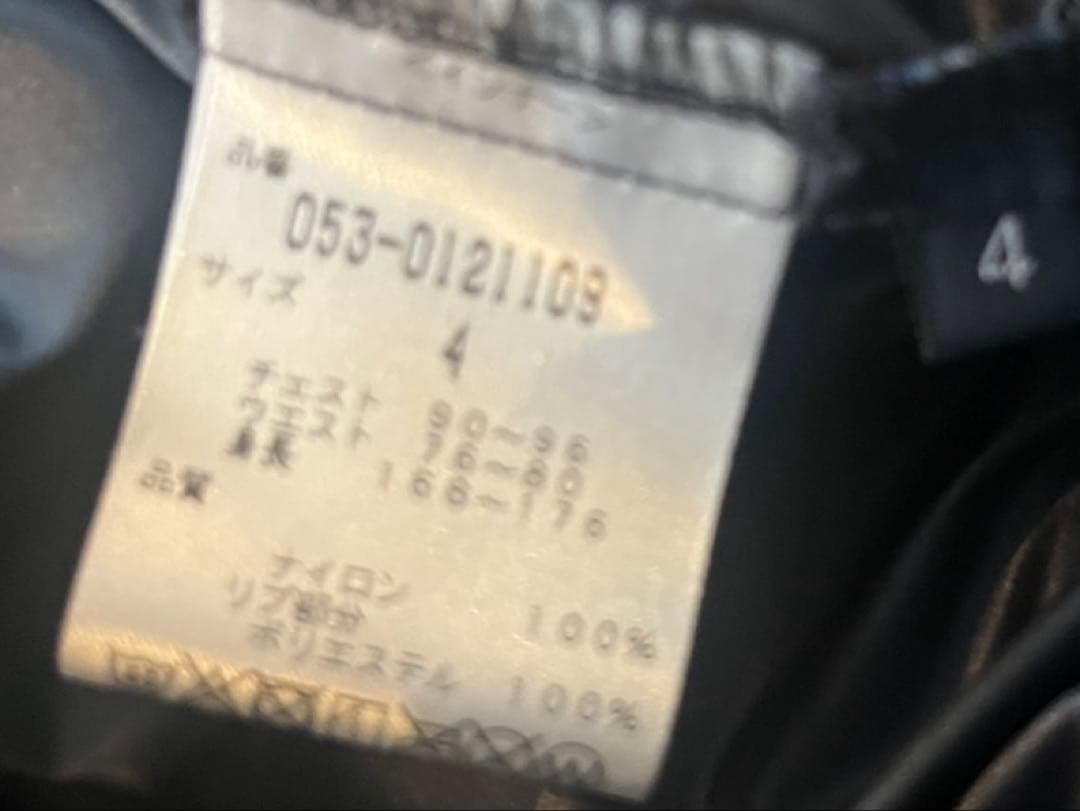 品番
053-0121109
サイズ
4
チェスト 90~96
ウエスト 76~80
身長 166~176
品質
ナイロン 100%
リブ部分
ポリエステル 100%
4